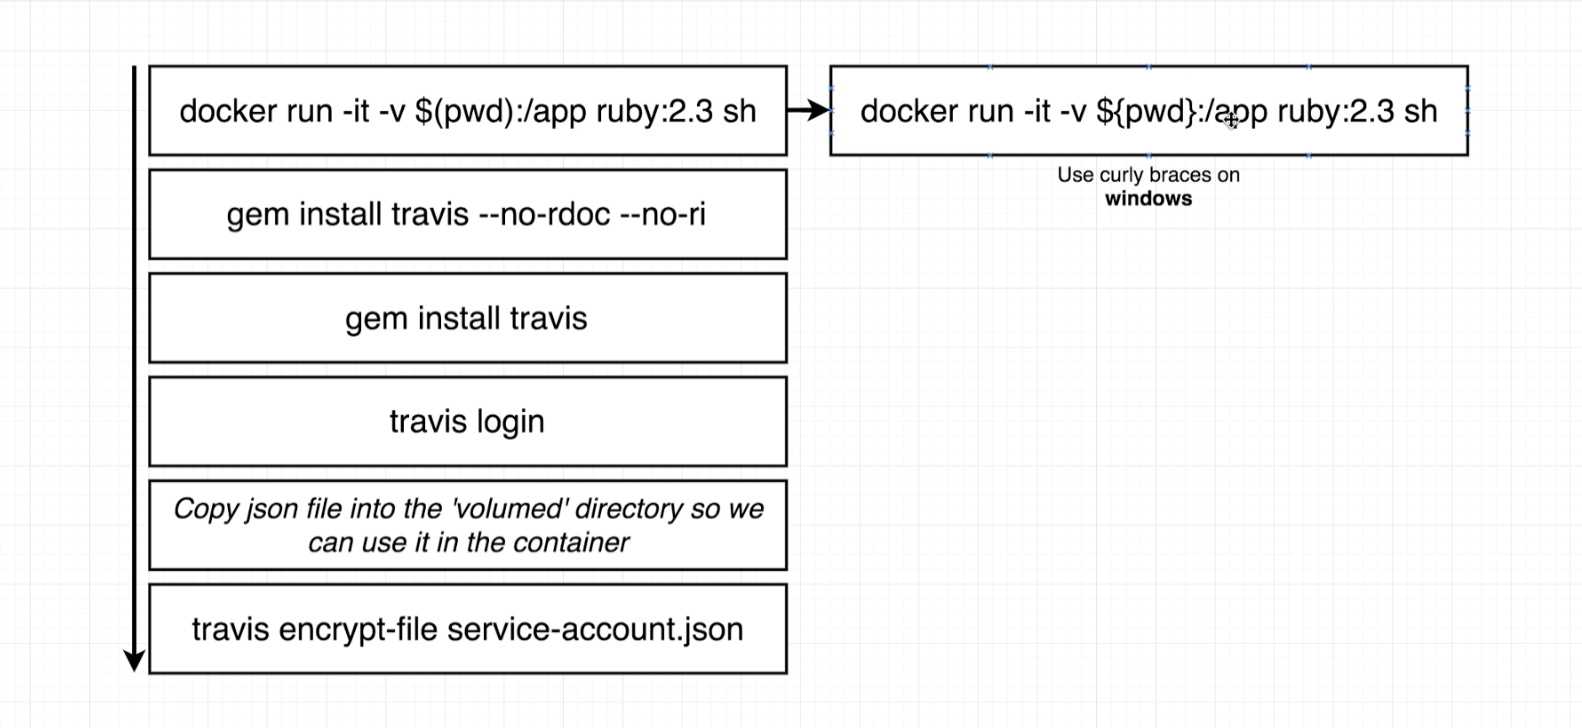 docker run -it -v $(pwd):/app ruby:2.3 sh
docker run -it -v ${pwd}:/app ruby:2.3 sh
Use curly braces on
windows
gem install travis --no-rdoc --no-ri
gem install travis
travis login
Copy json file into the 'volumed' directory so we
can use it in the container
travis encrypt-file service-account.json